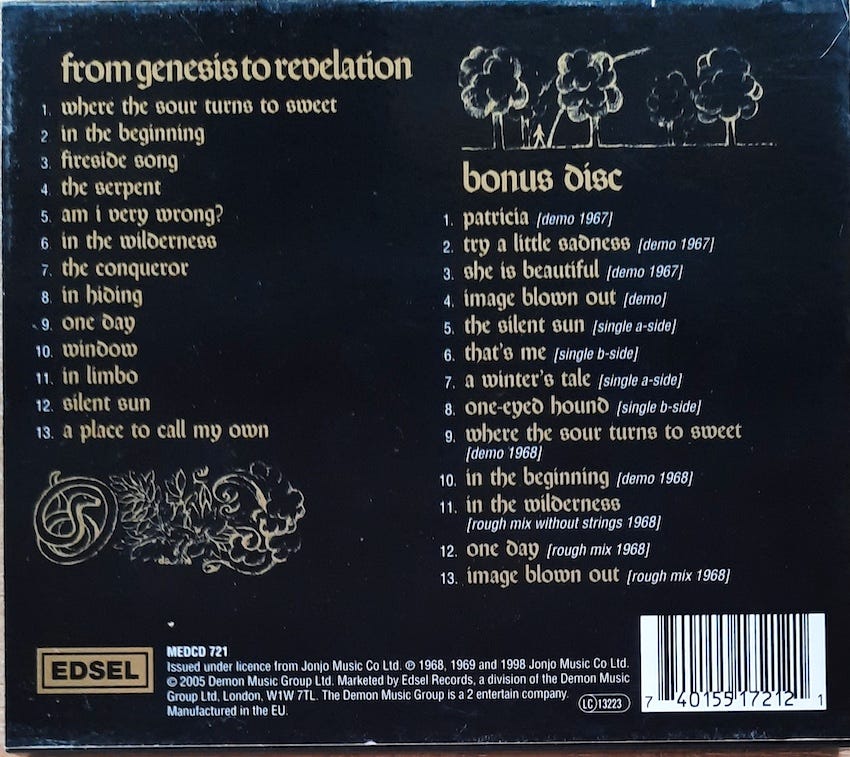 from genesis to revelation
1. where the sour turns to sweet
2. in the beginning
3. fireside song
4. the serpent
5. am i very wrong?
6. in the wilderness
7. the conqueror
8. in hiding
9. one day
10. window
11. in limbo
12. silent sun
13. a place to call my own
bonus disc
1. patricia [demo 1967]
2. try a little sadness [demo 1967]
3. she is beautiful [demo 1967]
4. image blown out [demo]
5. the silent sun [single a-side]
6. that's me [single b-side]
7. a winter's tale [single a-side]
8. one-eyed hound [single b-side]
9. where the sour turns to sweet
[demo 1968]
10. in the beginning [demo 1968]
11. in the wilderness
[rough mix without strings 1968]
12. one day [rough mix 1968]
13. image blown out [rough mix 1968]
EDSEL
MEDCD 721
Issued under licence from Jonjo Music Co Ltd. ℗ 1968, 1969 and 1998 Jonjo Music Co Ltd.
© 2005 Demon Music Group Ltd. Marketed by Edsel Records, a division of the Demon Music
Group Ltd, London, W1W 7TL. The Demon Music Group is a 2 entertain company.
Manufactured in the EU.
LC 13223
7 40155 17212 1